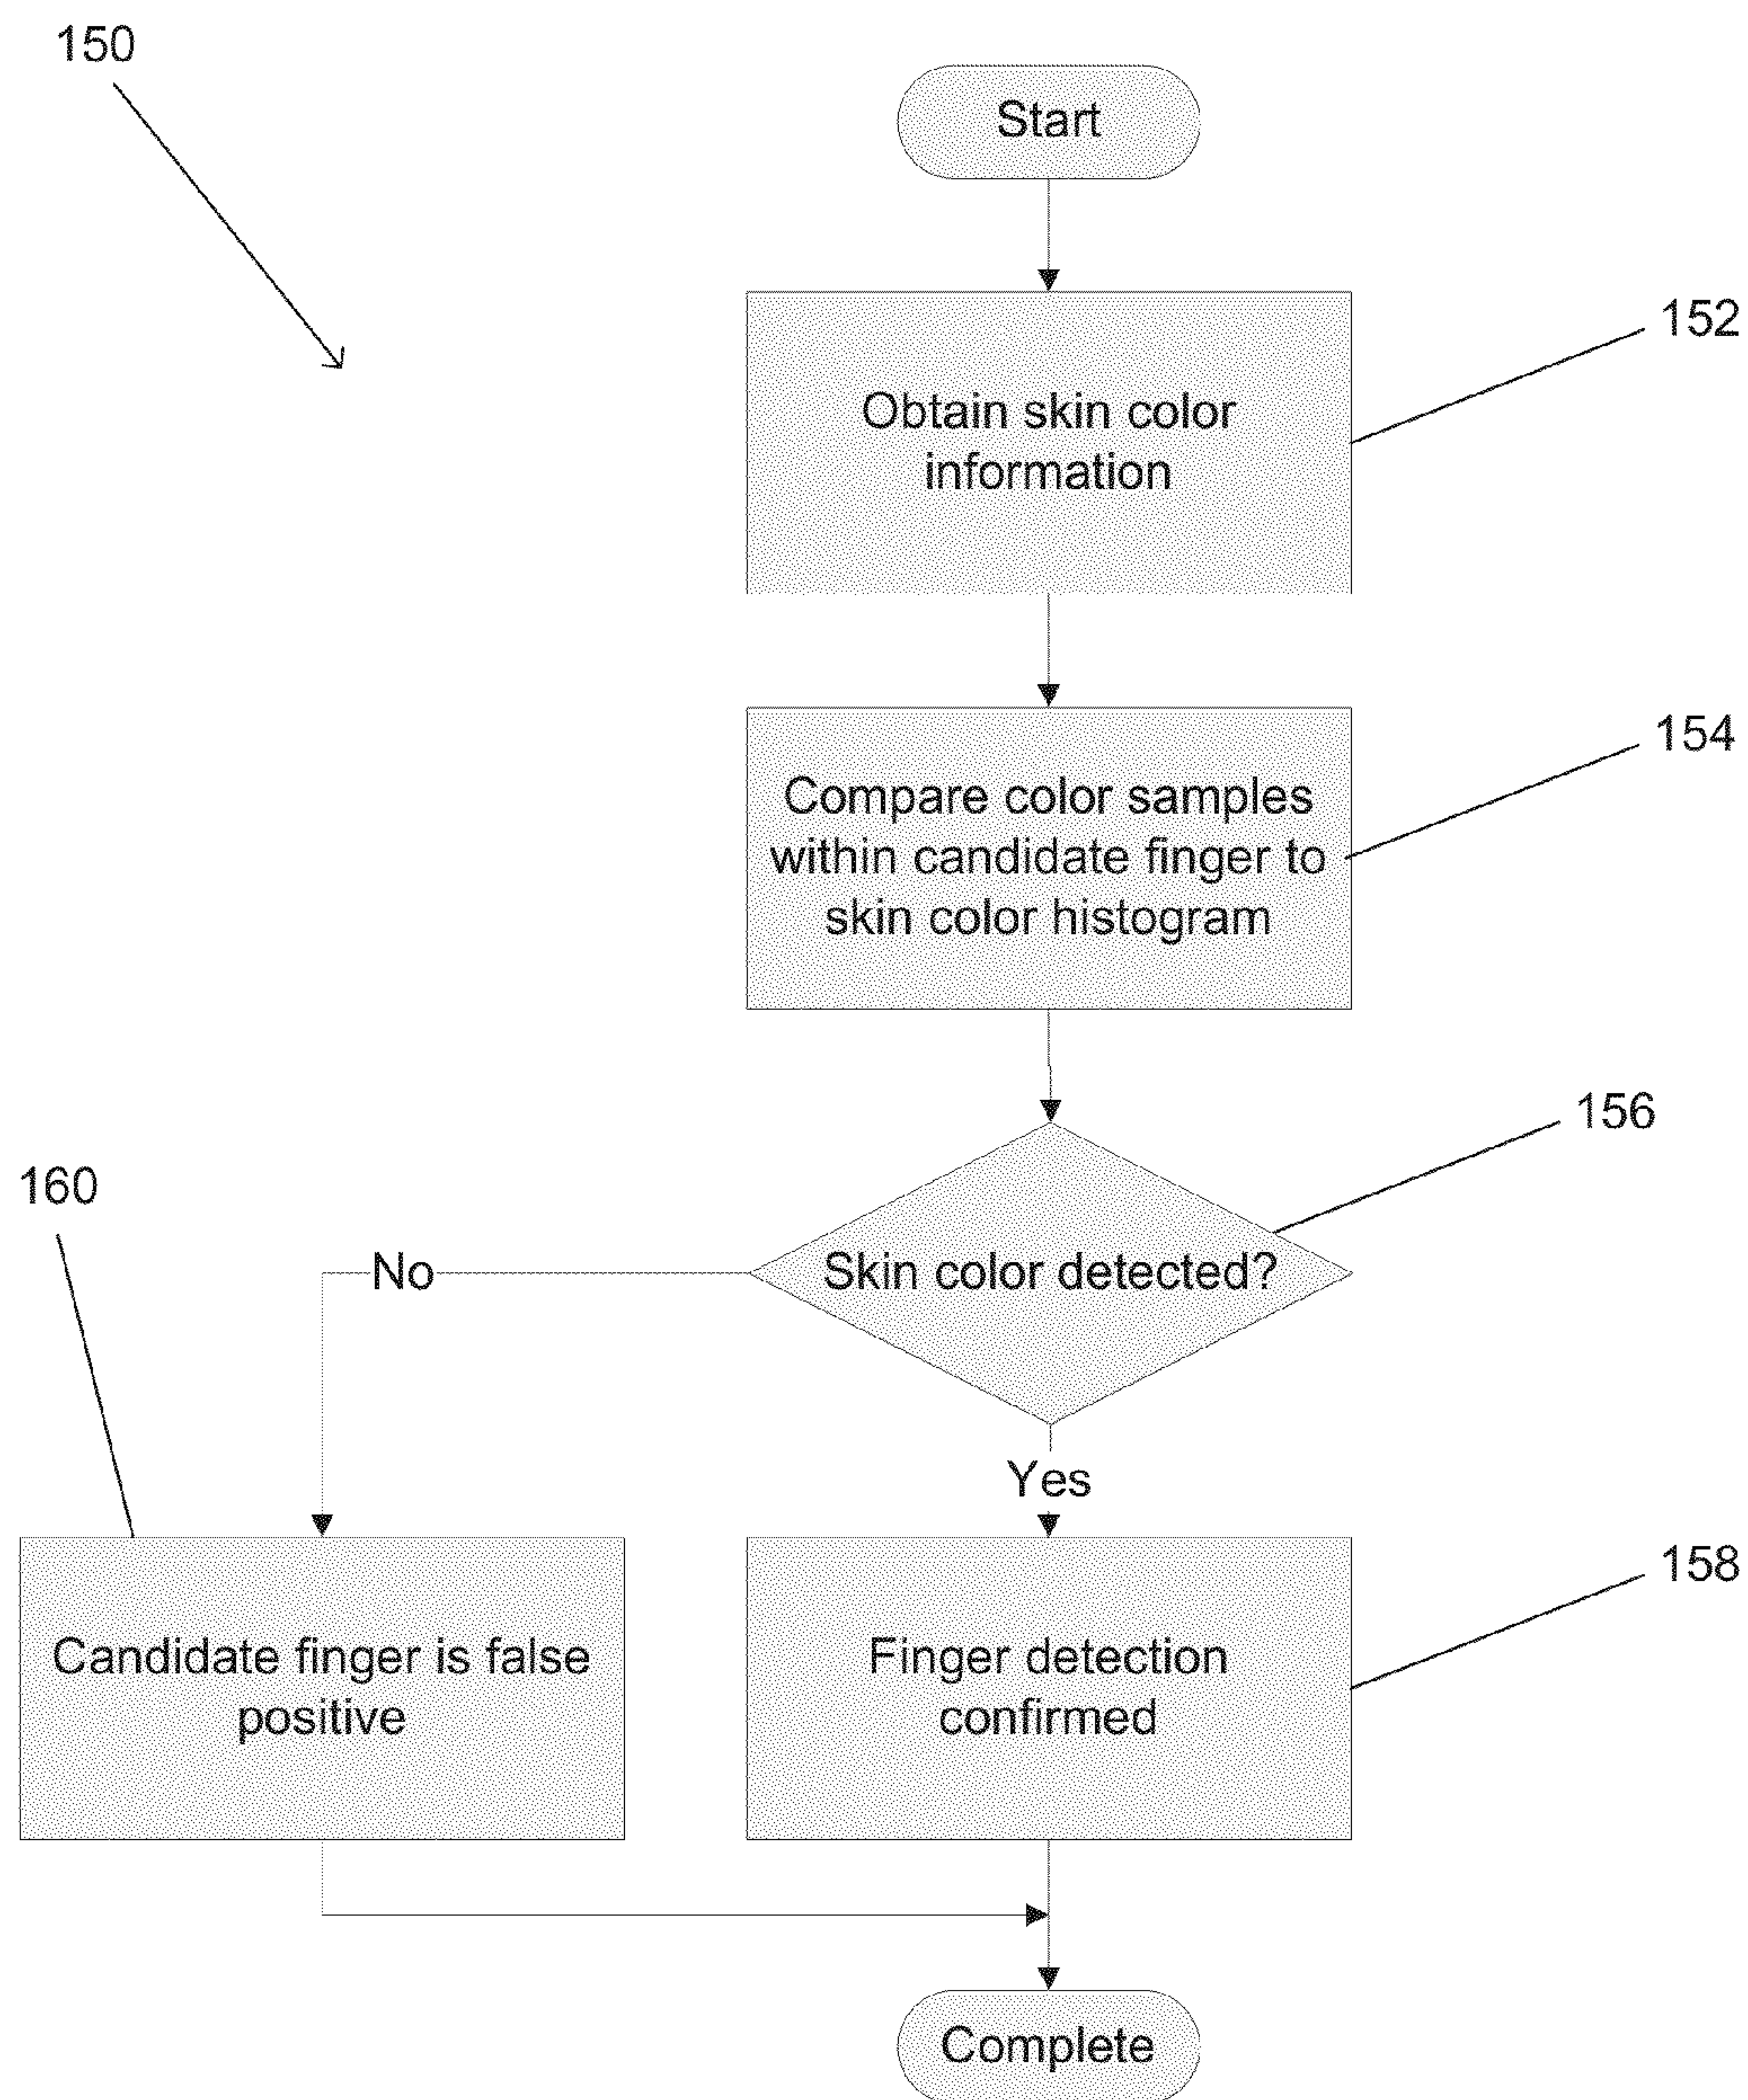 150
Start
152
Obtain skin color
information
154
Compare color samples
within candidate finger to
skin color histogram
156
160
No
Skin color detected?
Yes
158
Candidate finger is false
positive
Finger detection
confirmed
Complete